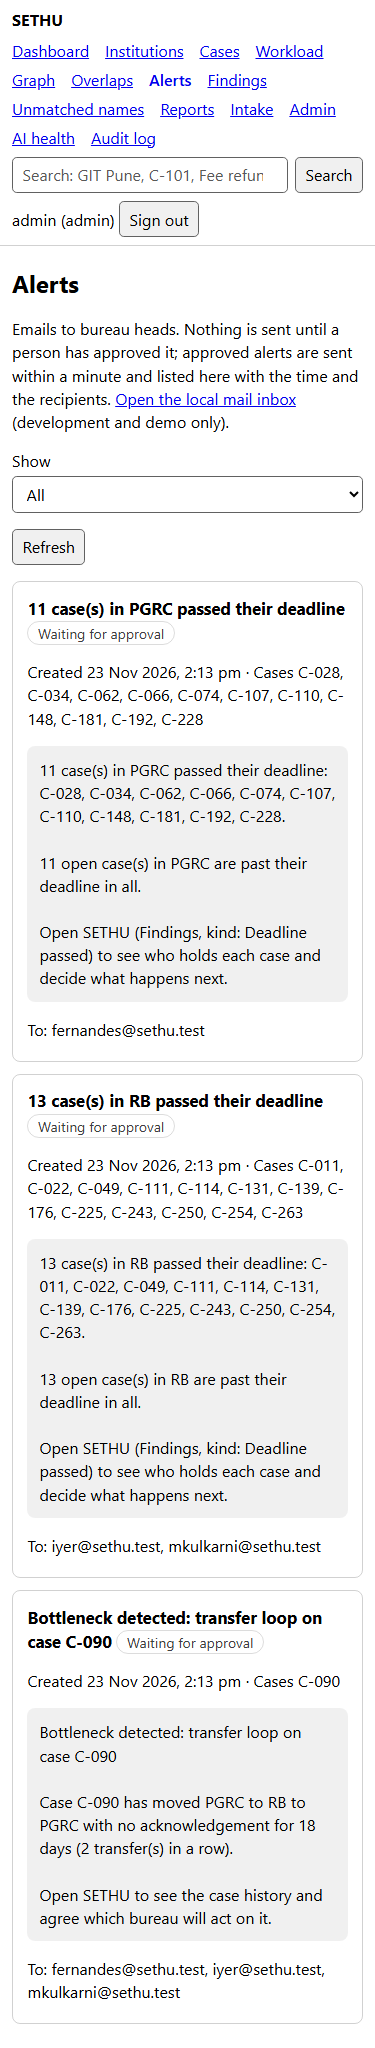 SETHU
Dashboard Institutions Cases Workload
Graph Overlaps Alerts Findings
Unmatched names Reports Intake Admin
AI health Audit log
Search: GIT Pune, C-101, Fee refun Search
admin (admin) Sign out
Alerts
Emails to bureau heads. Nothing is sent until a
person has approved it; approved alerts are sent
within a minute and listed here with the time and
the recipients. Open the local mail inbox
(development and demo only).
Show
All
Refresh
11 case(s) in PGRC passed their deadline
Waiting for approval
Created 23 Nov 2026, 2:13 pm · Cases C-028,
C-034, C-062, C-066, C-074, C-107, C-110, C-
148, C-181, C-192, C-228
11 case(s) in PGRC passed their deadline:
C-028, C-034, C-062, C-066, C-074, C-107,
C-110, C-148, C-181, C-192, C-228.
11 open case(s) in PGRC are past their
deadline in all.
Open SETHU (Findings, kind: Deadline
passed) to see who holds each case and
decide what happens next.
To: fernandes@sethu.test
13 case(s) in RB passed their deadline
Waiting for approval
Created 23 Nov 2026, 2:13 pm · Cases C-011,
C-022, C-049, C-111, C-114, C-131, C-139, C-
176, C-225, C-243, C-250, C-254, C-263
13 case(s) in RB passed their deadline: C-
011, C-022, C-049, C-111, C-114, C-131,
C-139, C-176, C-225, C-243, C-250, C-254,
C-263.
13 open case(s) in RB are past their
deadline in all.
Open SETHU (Findings, kind: Deadline
passed) to see who holds each case and
decide what happens next.
To: iyer@sethu.test, mkulkarni@sethu.test
Bottleneck detected: transfer loop on
case C-090 Waiting for approval
Created 23 Nov 2026, 2:13 pm · Cases C-090
Bottleneck detected: transfer loop on
case C-090
Case C-090 has moved PGRC to RB to
PGRC with no acknowledgement for 18
days (2 transfer(s) in a row).
Open SETHU to see the case history and
agree which bureau will act on it.
To: fernandes@sethu.test, iyer@sethu.test,
mkulkarni@sethu.test